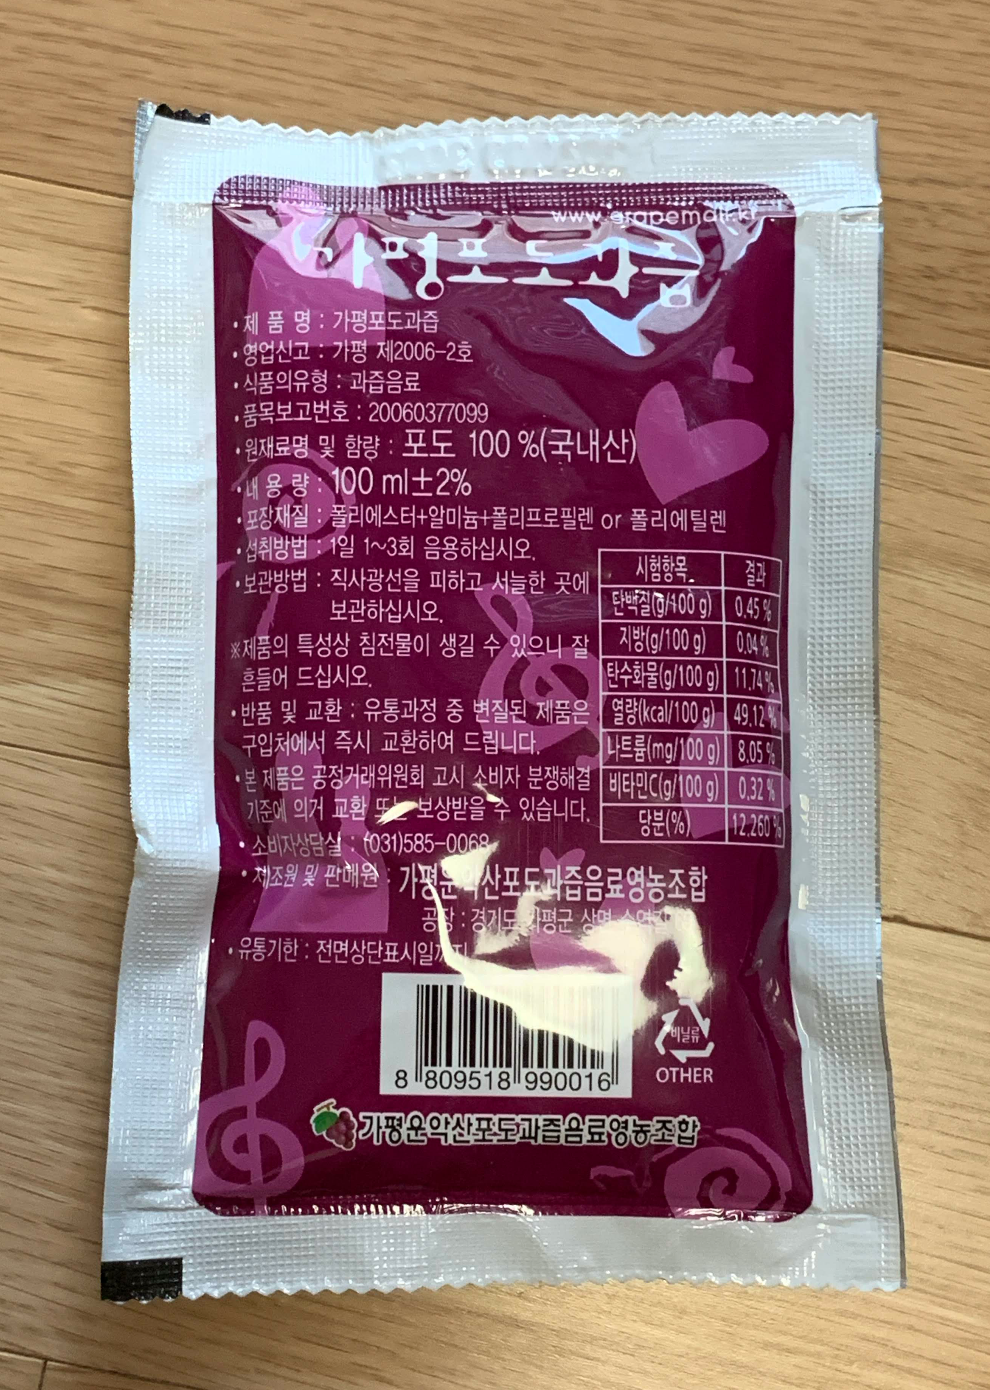 www.grapemall.kr
가평포도과즙
•제 품 명 : 가평포도과즙
•영업신고 : 가평 제2006-2호
•식품의유형 : 과즙음료
•품목보고번호 : 20060377099
•원재료명 및 함량 : 포도 100 %(국내산)
•내 용 량 : 100 ml±2%
•포장재질 : 폴리에스터+알미늄+폴리프로필렌 or 폴리에틸렌
•섭취방법 : 1일 1~3회 음용하십시오.
•보관방법 : 직사광선을 피하고 서늘한 곳에
보관하십시오.
※제품의 특성상 침전물이 생길 수 있으니 잘
흔들어 드십시오.
•반품 및 교환 : 유통과정 중 변질된 제품은
구입처에서 즉시 교환하여 드립니다.
•본 제품은 공정거래위원회 고시 소비자 분쟁해결
기준에 의거 교환 또는 보상받을 수 있습니다.
•소비자상담실 : (031)585-0068
•제조원 및 판매원 : 가평운악산포도과즙음료영농조합
공장 : 경기도 가평군 상면
•유통기한 : 전면상단표시일까지
시험항목 결과
단백질(g/100 g) 0.45 %
지방(g/100 g) 0.04 %
탄수화물(g/100 g) 11.74 %
열량(kcal/100 g) 49.12 %
나트륨(mg/100 g) 8.05 %
비타민C(g/100 g) 0.32 %
당분(%) 12.260 %
8 809518 990016
비닐류
OTHER
가평운악산포도과즙음료영농조합